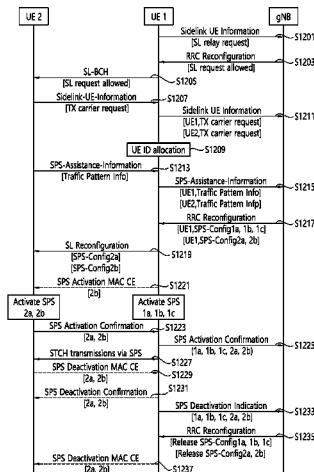 UE 2
UE 1
gNB
Sidelink UE Information
[SL relay request]
S1201
RRC Reconfiguration
[SL request allowed]
S1203
SL-BCH
[SL request allowed]
S1205
Sidelink-UE-Information
[TX carrier request]
S1207
Sidelink UE Information
[UE1,TX carrier request]
[UE2,TX carrier request]
S1211
UE ID allocation
S1209
SPS-Assistance-Information
[Traffic Pattern Info]
S1213
SPS-Assistance-Information
[UE1,Traffic Pattern Info]
[UE2,Traffic Pattern Infp]
S1215
RRC Reconfiguration
[UE1,SPS-Config1a, 1b, 1c]
[UE1,SPS-Config2a, 2b]
S1217
SL Reconfiguration
[SPS-Config2a]
[SPS-Config2b]
S1219
SPS Activation MAC CE
[2b]
S1221
Activate SPS
2a, 2b
Activate SPS
1a, 1b, 1c
SPS Activation Confirmation
[2a, 2b]
S1223
SPS Activation Confirmation
[1a, 1b, 1c, 2a, 2b]
S1225
STCH transmissions via SPS
S1227
SPS Deactivation MAC CE
[2a, 2b]
S1229
SPS Deactivation Confirmation
[2a, 2b]
S1231
SPS Deactivation Indication
[1a, 1b, 1c, 2a, 2b]
S1233
RRC Reconfiguration
[Release SPS-Config1a, 1b, 1c]
[Release SPS-Config2a, 2b]
S1235
SPS Deactivation MAC CE
[2a, 2b]
S1237